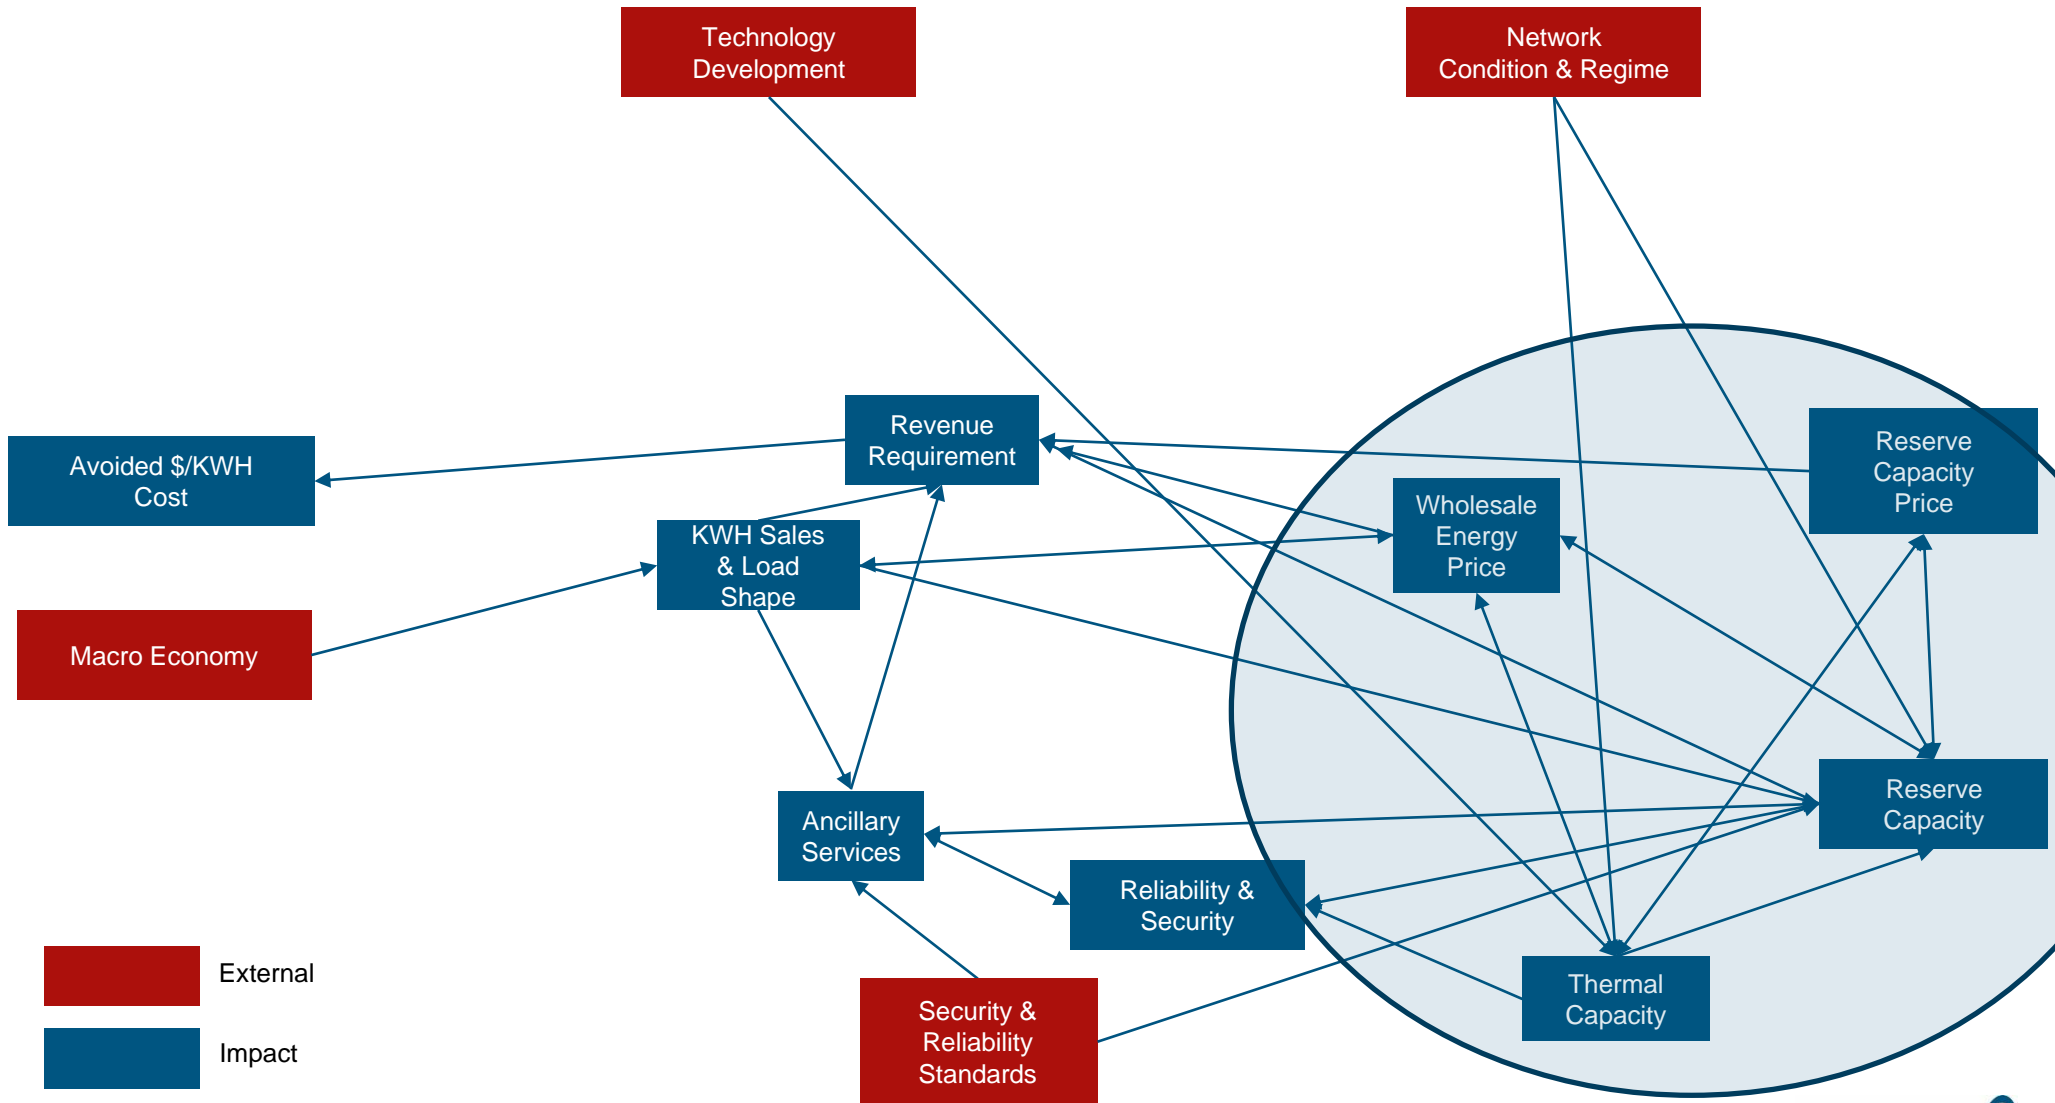 Technology
Development
Network
Condition & Regime
Revenue
Requirement
Reserve
Capacity
Price
Avoided $/KWH
Cost
Wholesale
Energy
Price
KWH Sales
& Load
Shape
Macro Economy
Reserve
Capacity
Ancillary
Services
Reliability &
Security
Thermal
Capacity
Security &
Reliability
Standards
External
Impact